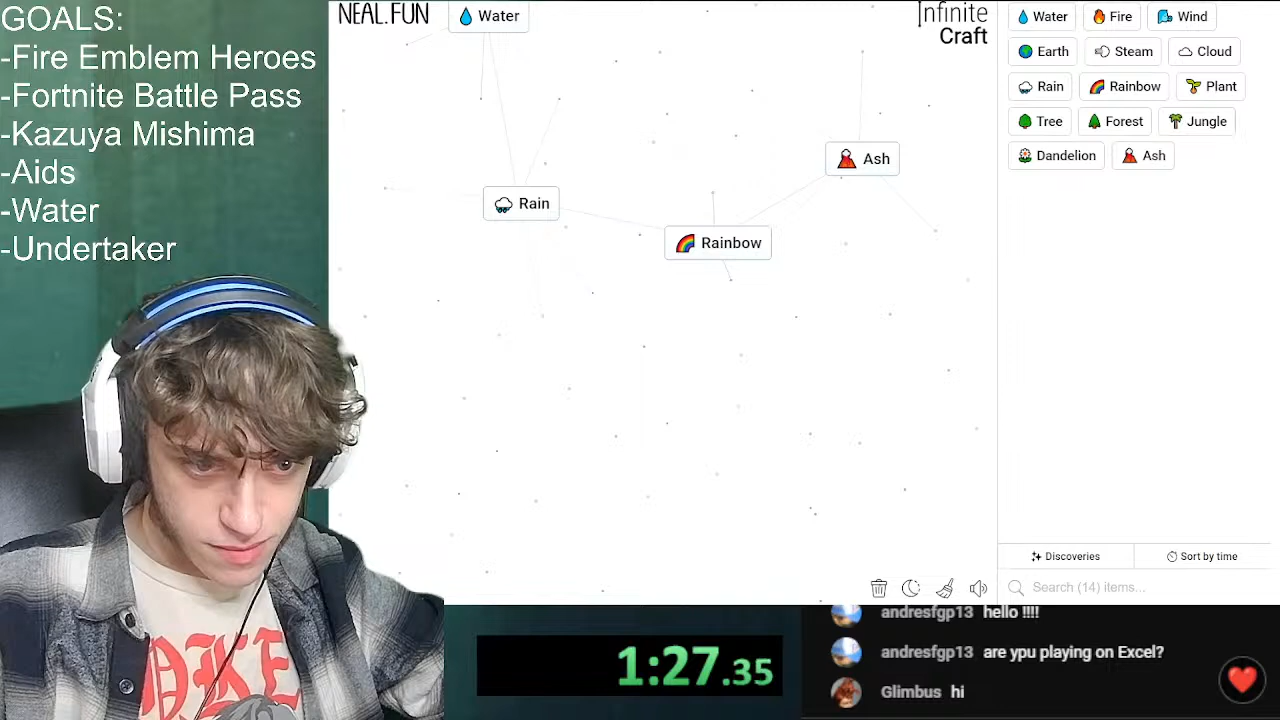 GOALS:
-Fire Emblem Heroes
-Fortnite Battle Pass
-Kazuya Mishima
-Aids
-Water
-Undertaker
NEAL.FUN
Water
Infinite
Craft
Ash
Rain
Rainbow
Water Fire Wind
Earth Steam Cloud
Rain Rainbow Plant
Tree Forest Jungle
Dandelion Ash
Discoveries Sort by time
Search (14) items...
1:27.35
andresfgp13 hello !!!!
andresfgp13 are ypu playing on Excel?
Glimbus hi